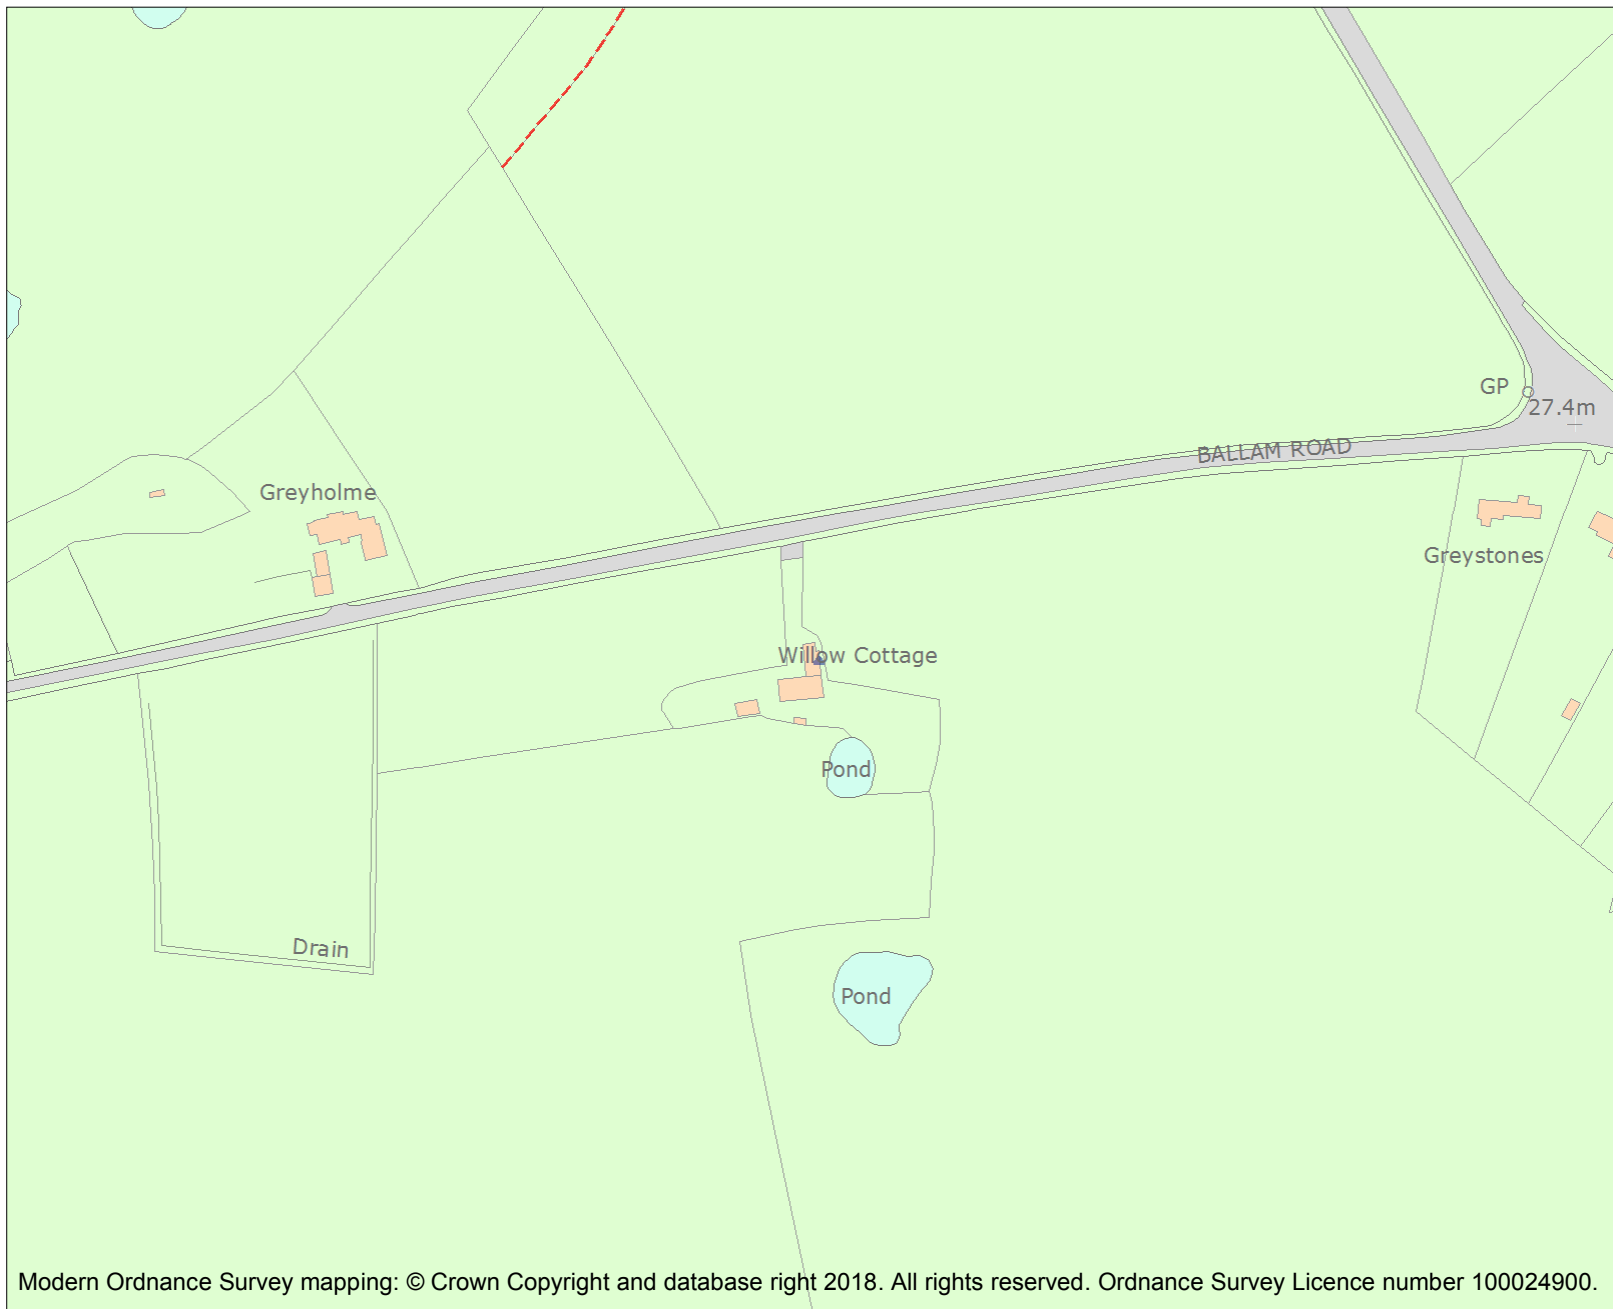 GP
27.4m
BALLAM ROAD
Greyholme
Greystones
Willow Cottage
Pond
Drain
Pond
Modern Ordnance Survey mapping: © Crown Copyright and database right 2018. All rights reserved. Ordnance Survey Licence number 100024900.